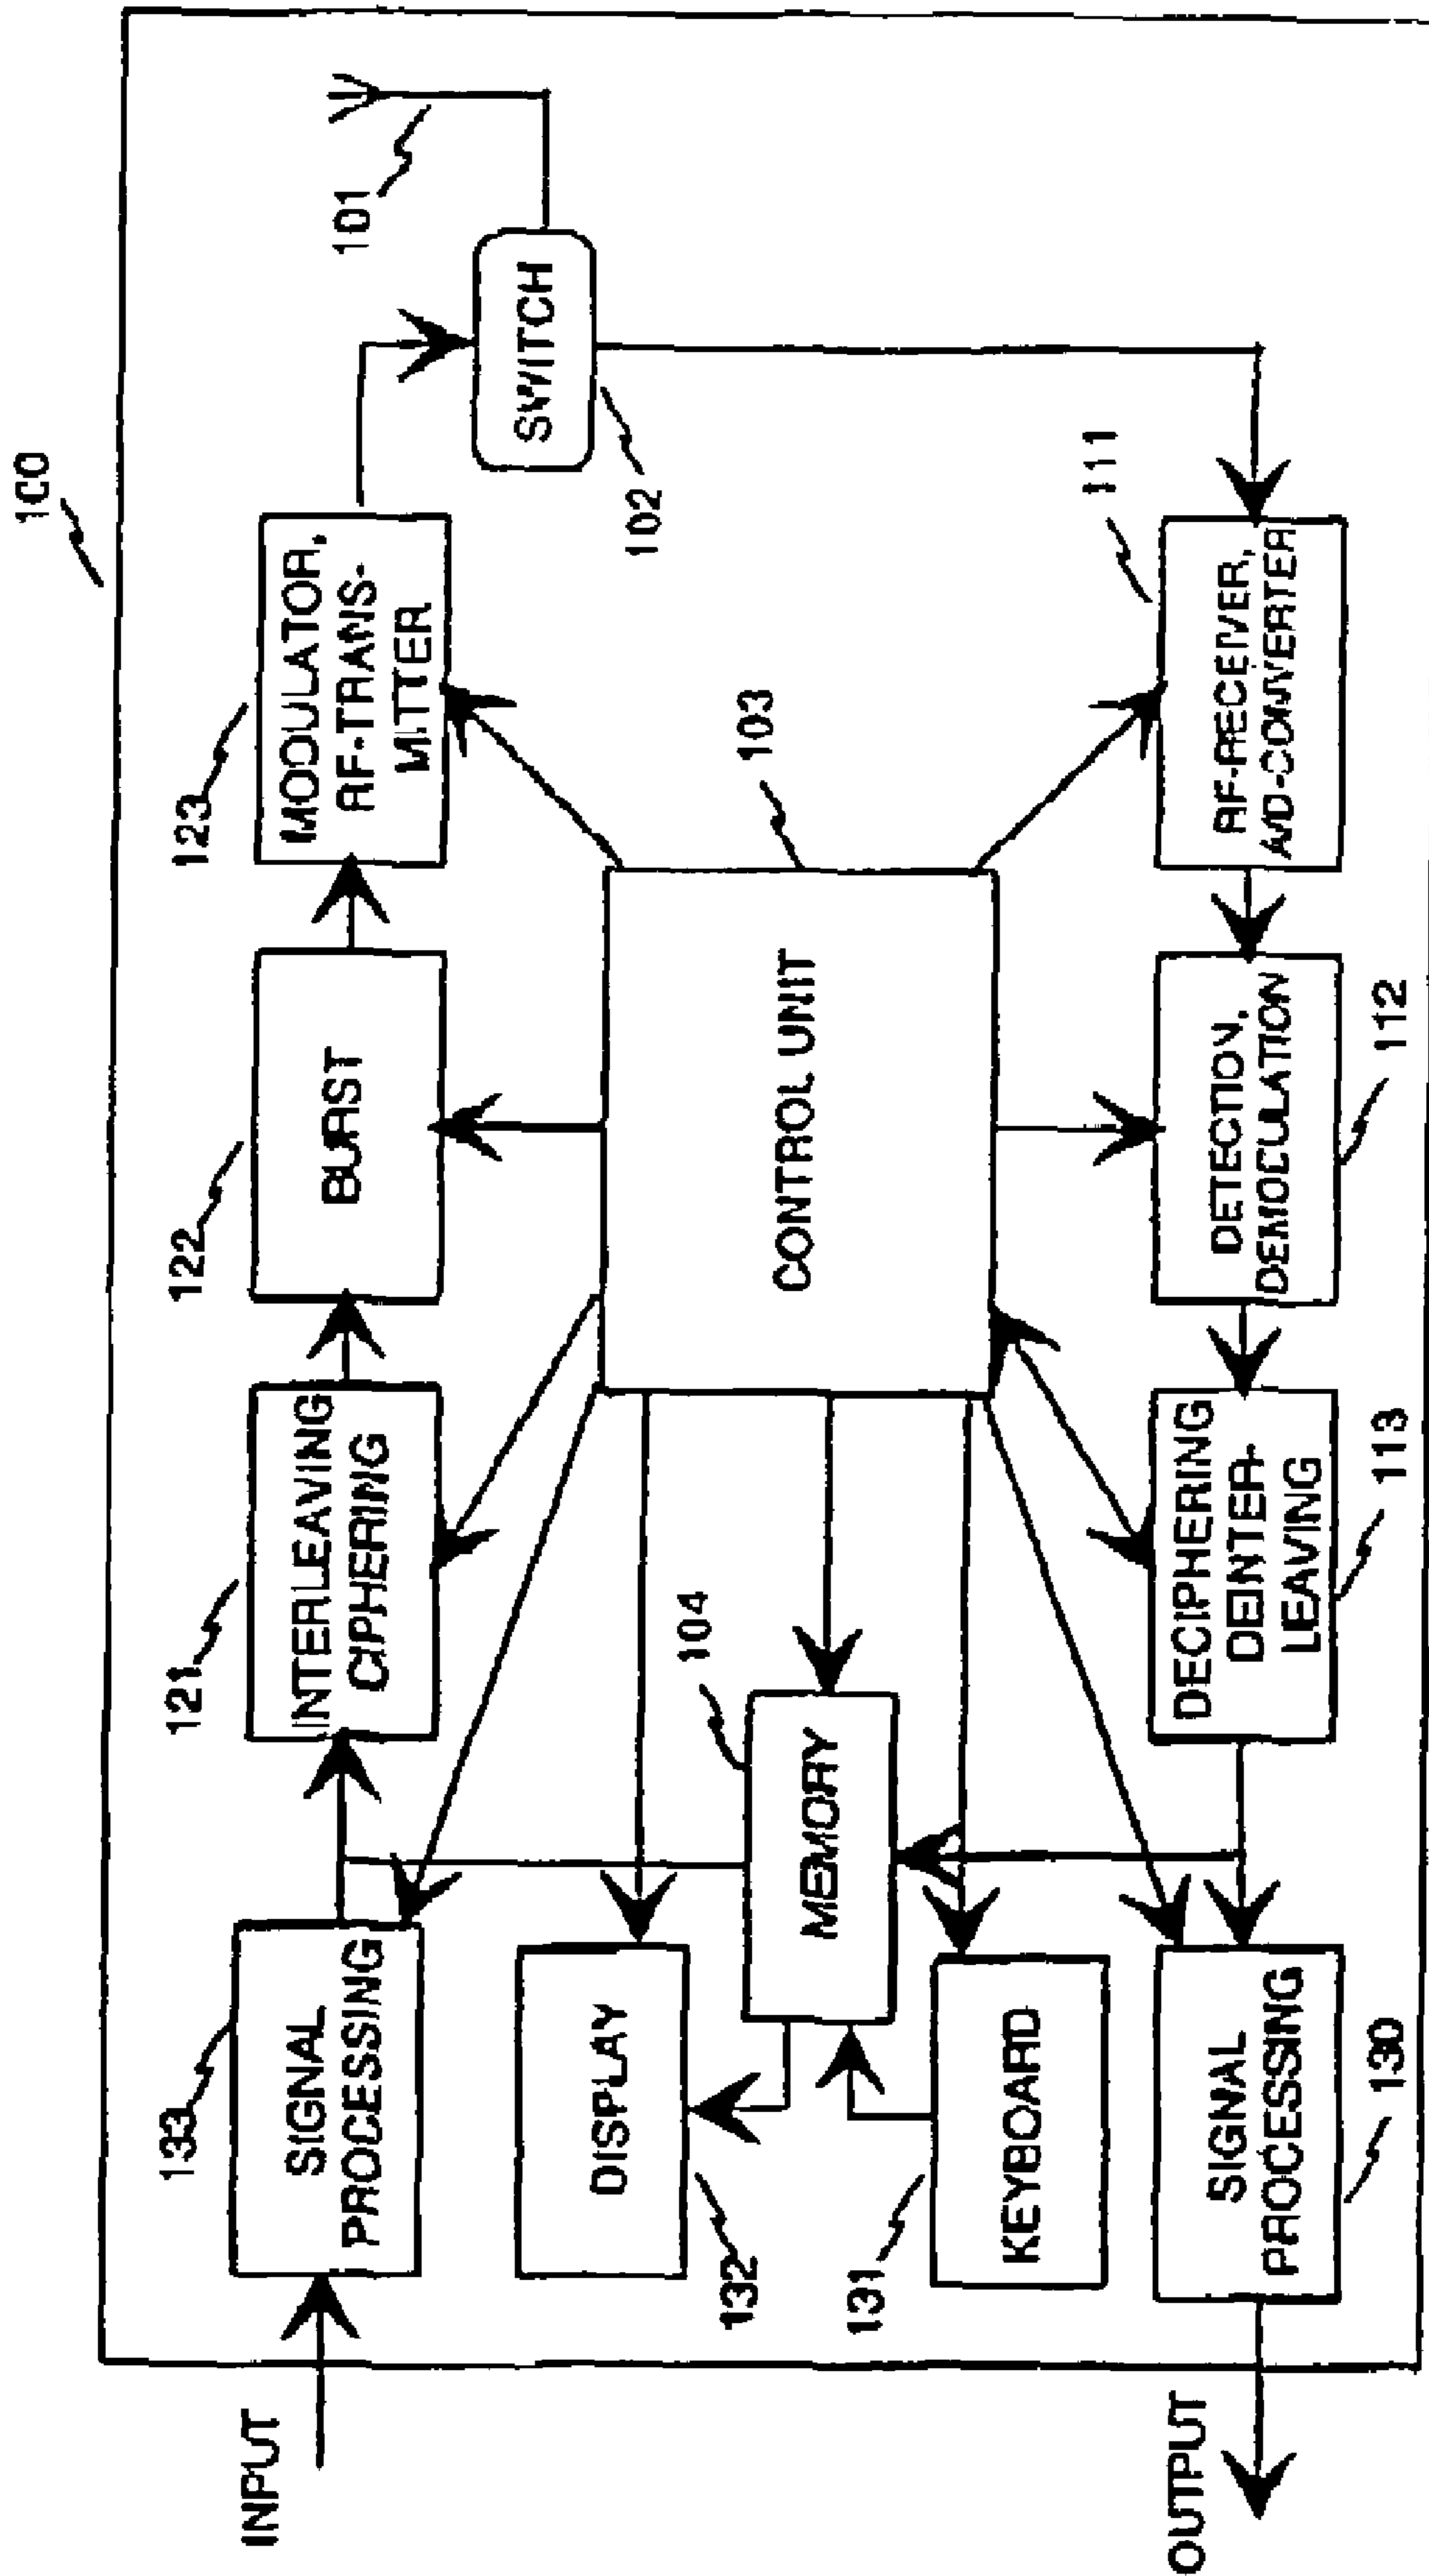 100
133
121
122
123
101
INPUT
SIGNAL
PROCESSING
INTERLEAVING
CIPHERING
BURST
MODULATOR,
RF-TRANS-
MITTER
SWITCH
102
DISPLAY
132
104
MEMORY
CONTROL UNIT
103
131
KEYBOARD
111
OUTPUT
SIGNAL
PROCESSING
DECIPHERING
DEINTER-
LEAVING
DETECTION,
DEMOCULATION
RF-RECEIVER,
A/D-CONVERTER
130
113
112